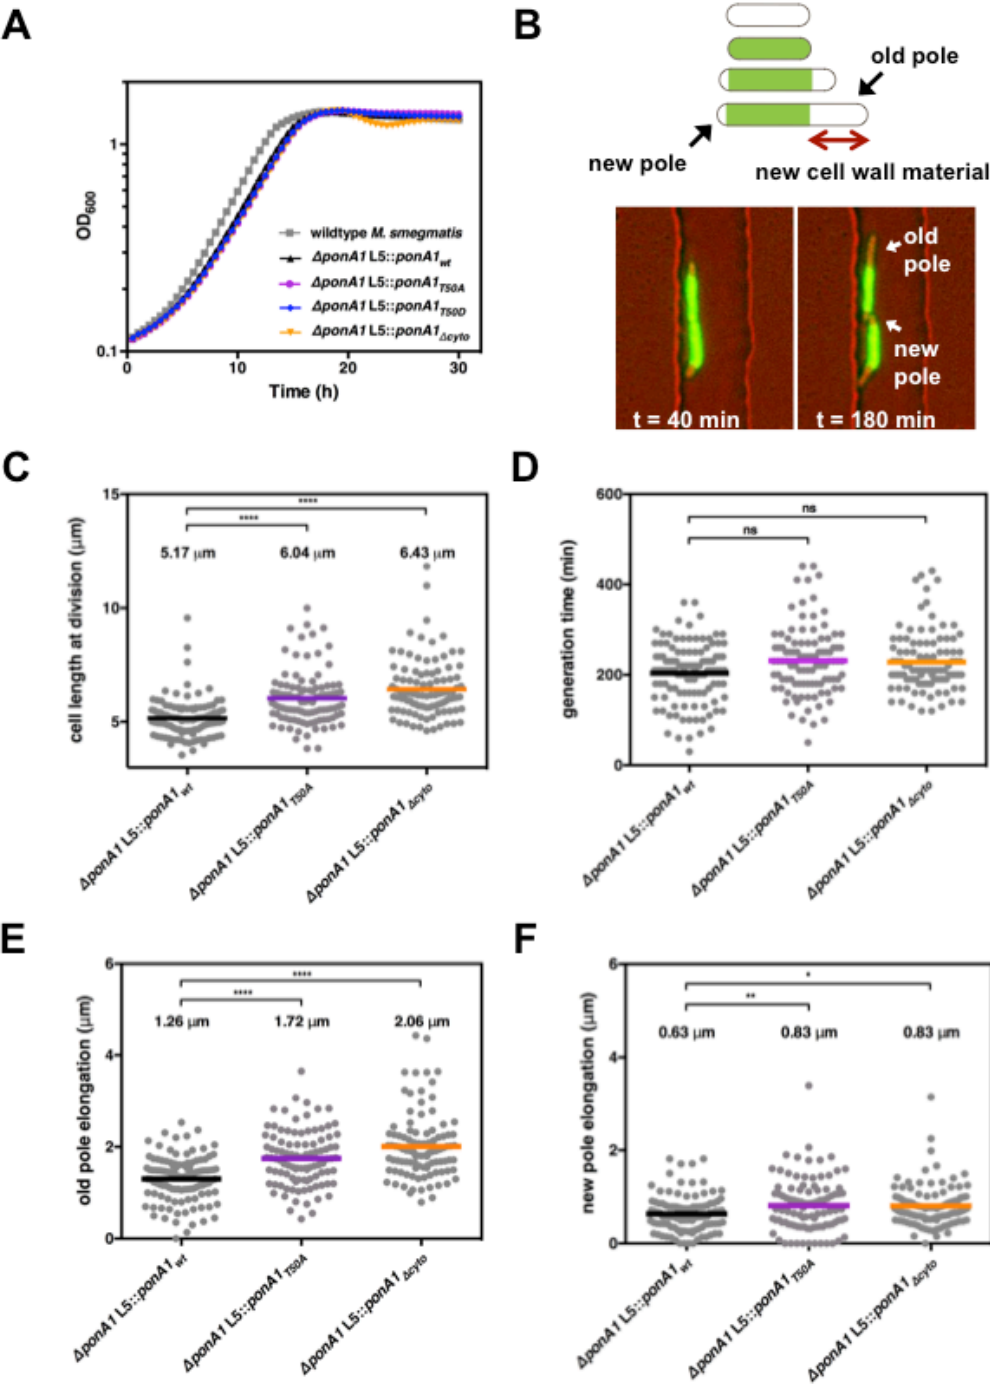 A
OD600
1
0.1
0
10
20
30
Time (h)
wildtype M. smegmatis
ΔponA1 L5::ponA1wt
ΔponA1 L5::ponA1T50A
ΔponA1 L5::ponA1T50D
ΔponA1 L5::ponA1Δcyto
B
old pole
new pole
new cell wall material
old
pole
new
pole
t = 40 min
t = 180 min
C
cell length at division (μm)
15
10
5
****
****
5.17 μm
6.04 μm
6.43 μm
ΔponA1 L5::ponA1wt
ΔponA1 L5::ponA1T50A
ΔponA1 L5::ponA1Δcyto
D
generation time (min)
600
400
200
0
ns
ns
ΔponA1 L5::ponA1wt
ΔponA1 L5::ponA1T50A
ΔponA1 L5::ponA1Δcyto
E
old pole elongation (μm)
6
4
2
0
****
****
1.26 μm
1.72 μm
2.06 μm
ΔponA1 L5::ponA1wt
ΔponA1 L5::ponA1T50A
ΔponA1 L5::ponA1Δcyto
F
new pole elongation (μm)
6
4
2
0
*
**
0.63 μm
0.83 μm
0.83 μm
ΔponA1 L5::ponA1wt
ΔponA1 L5::ponA1T50A
ΔponA1 L5::ponA1Δcyto